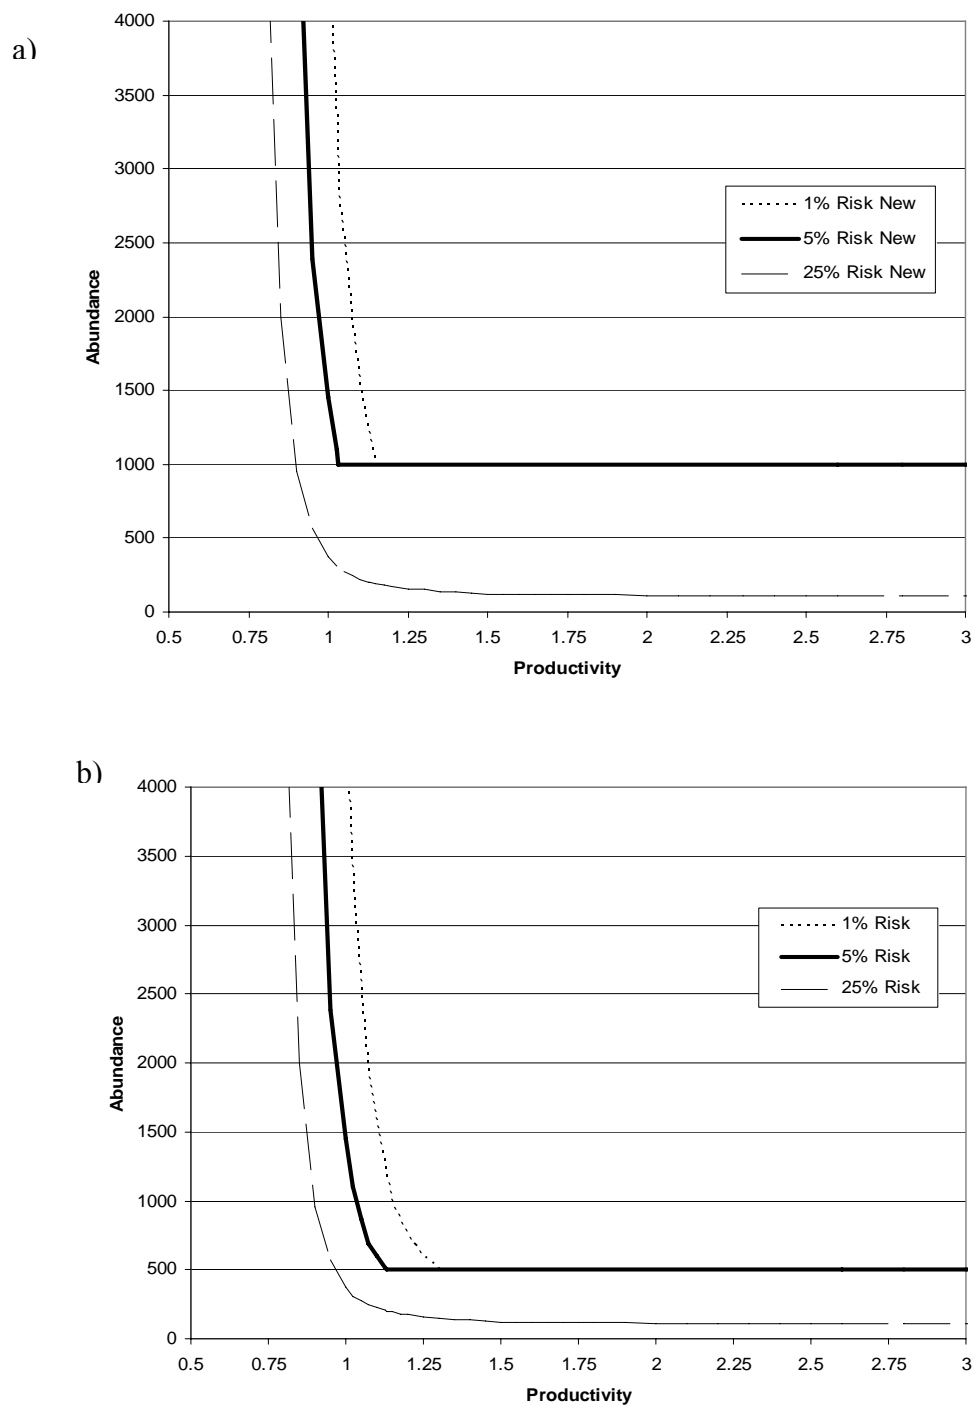 a)
4000
3500
3000
2500
2000
1500
1000
500
0
Abundance
1% Risk New
5% Risk New
25% Risk New
0.5 0.75 1 1.25 1.5 1.75 2 2.25 2.5 2.75 3
Productivity
b)
4000
3500
3000
2500
2000
1500
1000
500
0
Abundance
1% Risk
5% Risk
25% Risk
0.5 0.75 1 1.25 1.5 1.75 2 2.25 2.5 2.75 3
Productivity